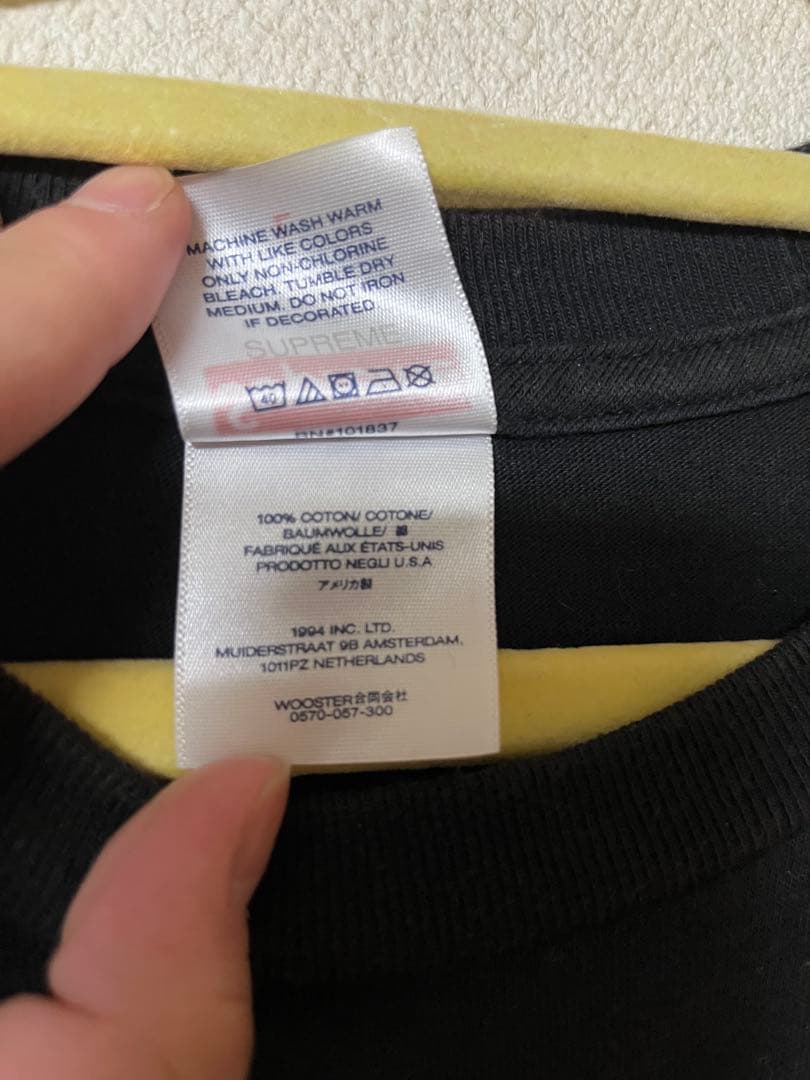 MACHINE WASH WARM
WITH LIKE COLORS
ONLY NON-CHLORINE
BLEACH. TUMBLE DRY
MEDIUM. DO NOT IRON
IF DECORATED
SUPREME
40
RN#101837
100% COTON/ COTONE/
BAUMWOLLE/ 綿
FABRIQUÉ AUX ÉTATS-UNIS
PRODOTTO NEGLI U.S.A
アメリカ製
1994 INC. LTD.
MUIDERSTRAAT 9B AMSTERDAM,
1011PZ NETHERLANDS
WOOSTER合同会社
0570-057-300